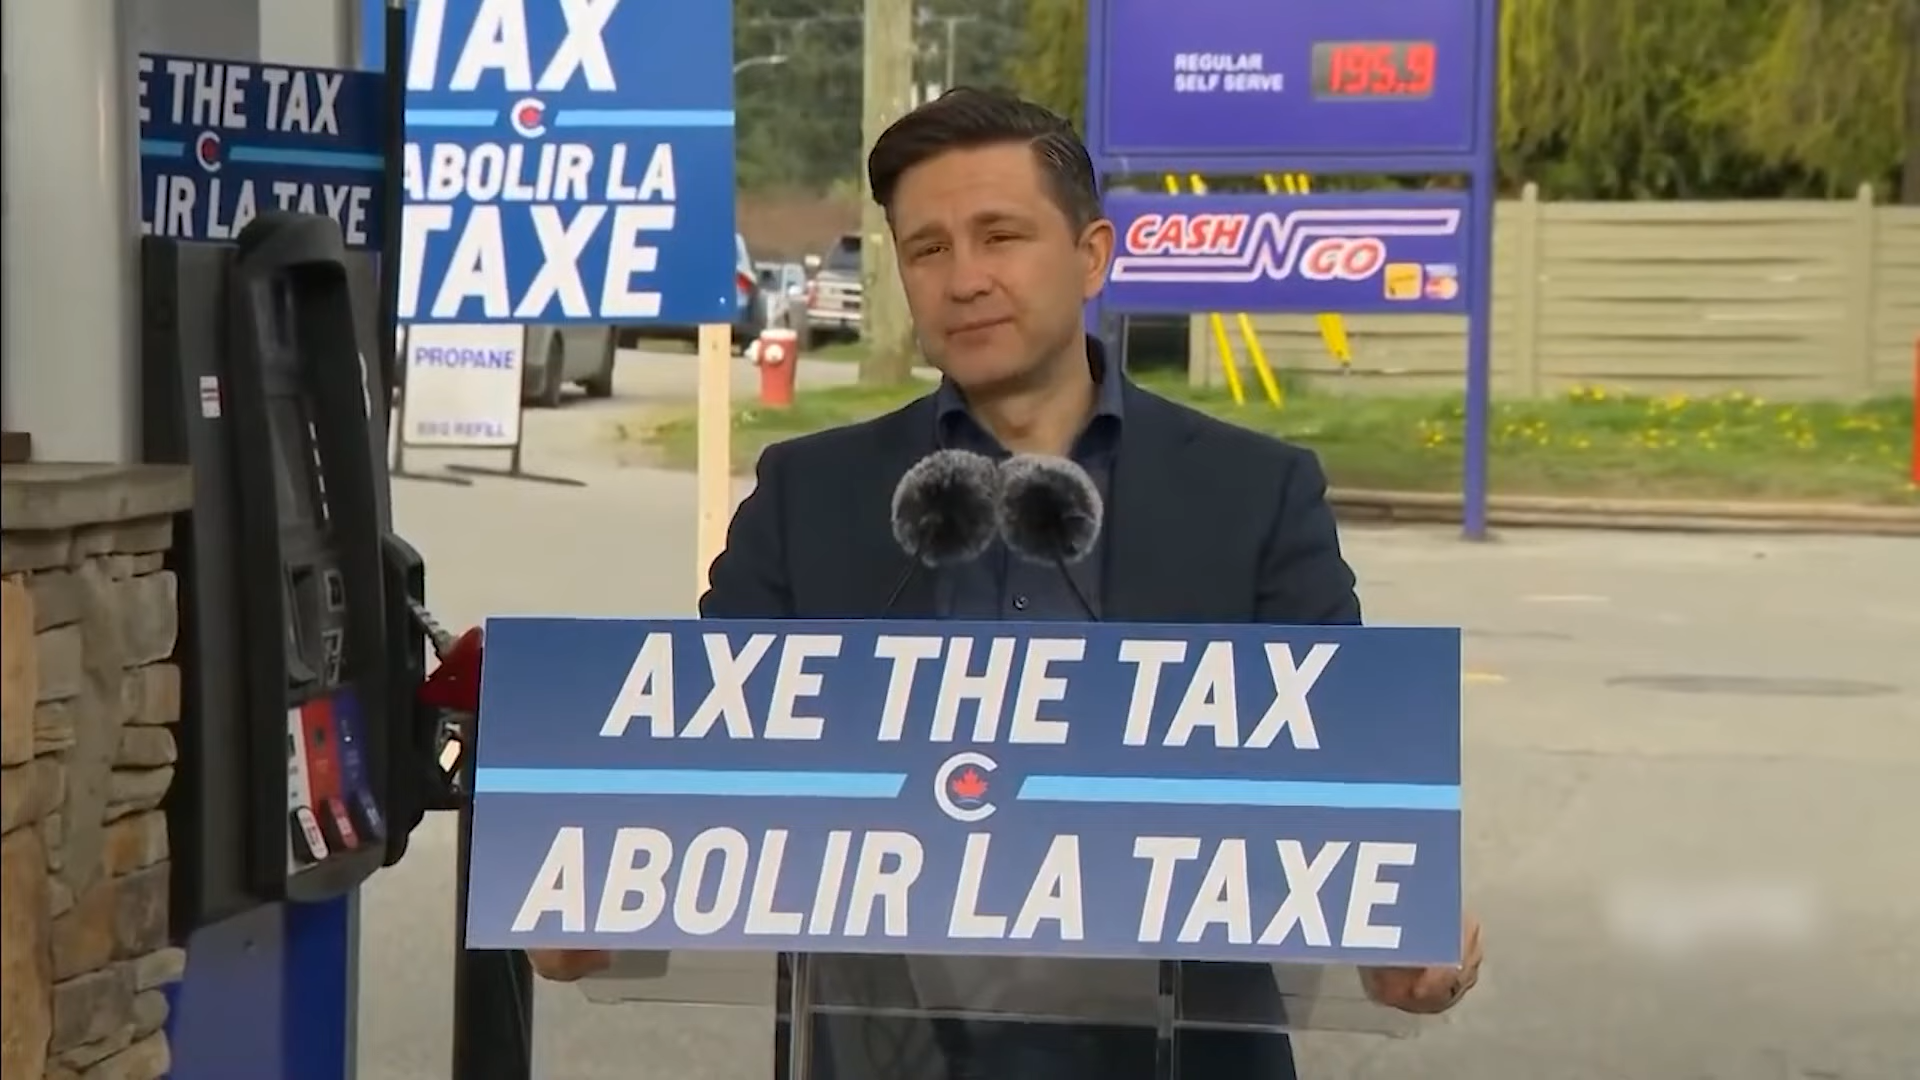 TAX
ABOLIR LA
TAXE
E THE TAX
LIR LA TAXE
REGULAR
SELF SERVE
195.9
CASH N GO
PROPANE
BBQ REFILL
AXE THE TAX
ABOLIR LA TAXE